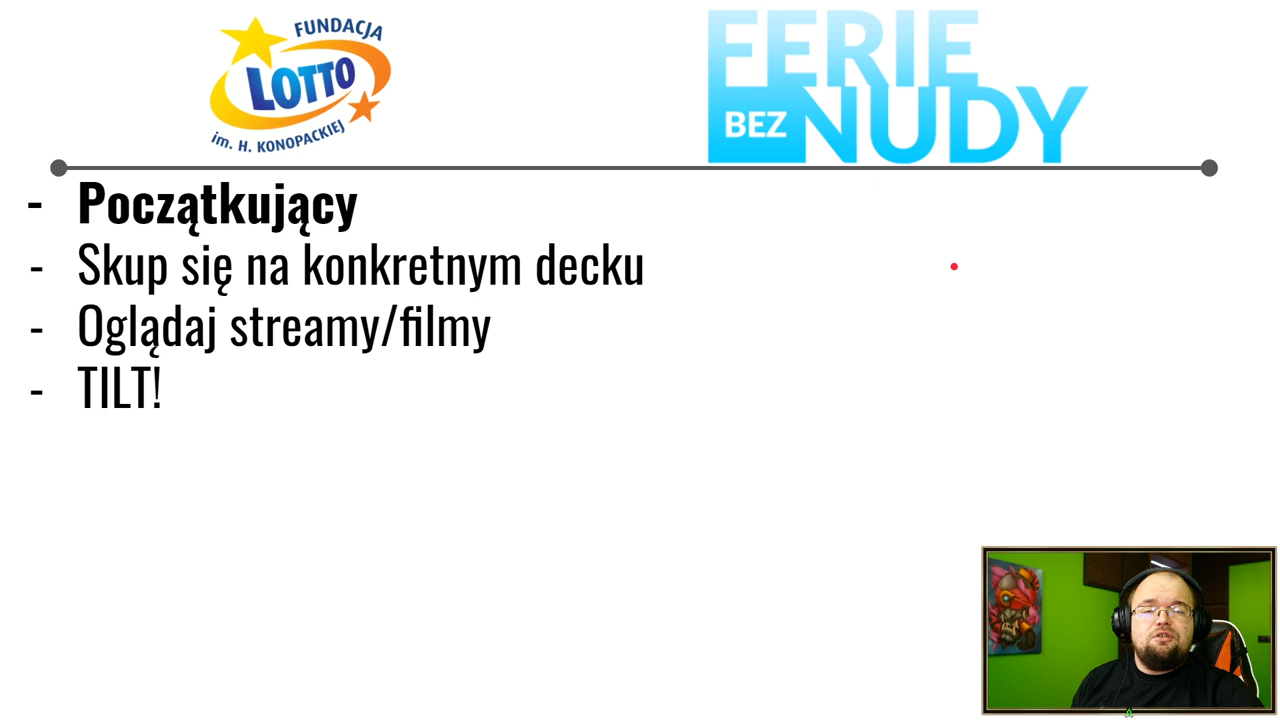 FUNDACJA
LOTTO
im. H. KONOPACKIEJ
FERIE
BEZ NUDY
- Początkujący
- Skup się na konkretnym decku
- Oglądaj streamy/filmy
- TILT!